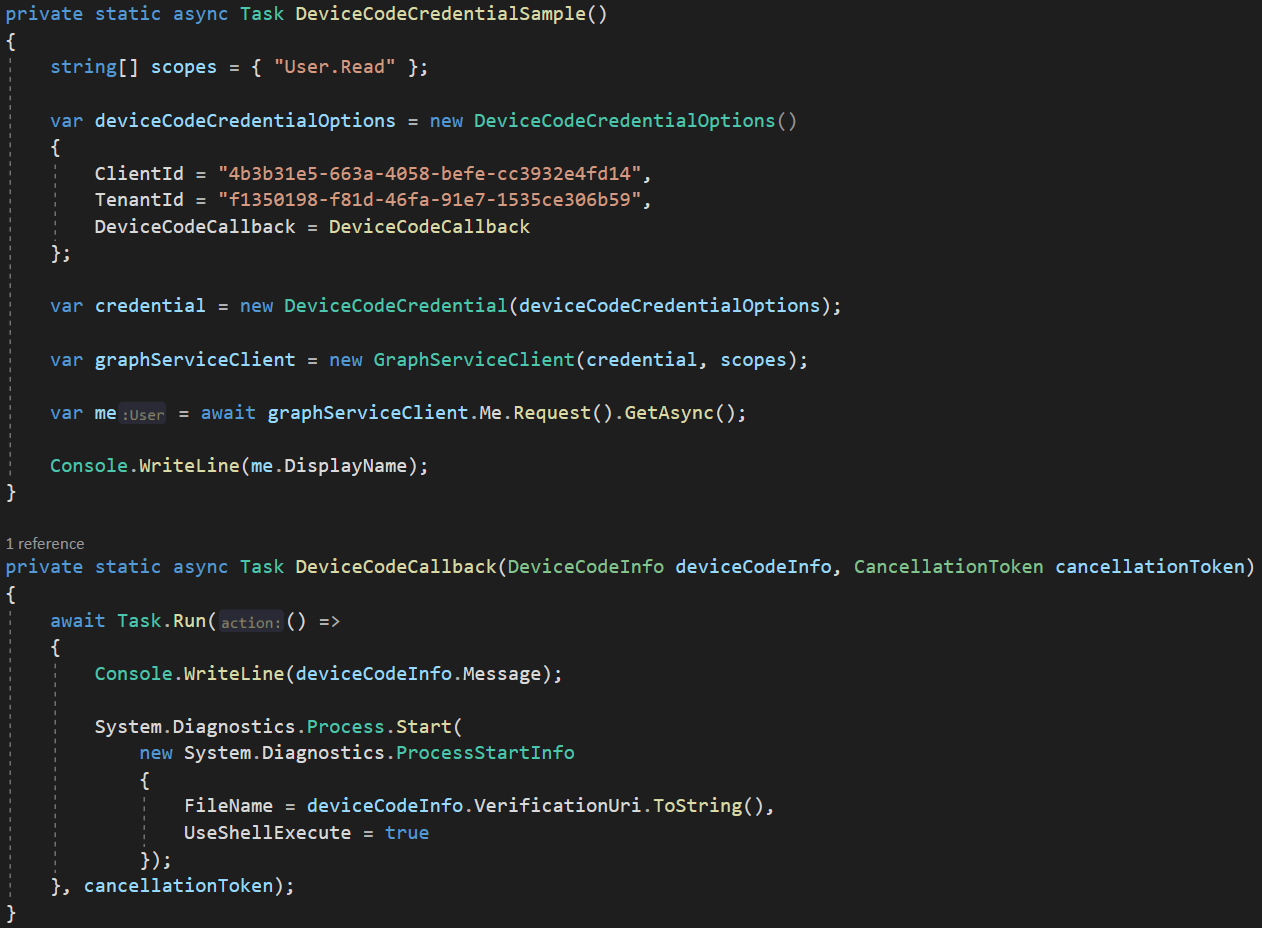 private static async Task DeviceCodeCredentialSample()
{
    string[] scopes = { "User.Read" };

    var deviceCodeCredentialOptions = new DeviceCodeCredentialOptions()
    {
        ClientId = "4b3b31e5-663a-4058-befe-cc3932e4fd14",
        TenantId = "f1350198-f81d-46fa-91e7-1535ce306b59",
        DeviceCodeCallback = DeviceCodeCallback
    };

    var credential = new DeviceCodeCredential(deviceCodeCredentialOptions);

    var graphServiceClient = new GraphServiceClient(credential, scopes);

    var me :User = await graphServiceClient.Me.Request().GetAsync();

    Console.WriteLine(me.DisplayName);
}

1 reference
private static async Task DeviceCodeCallback(DeviceCodeInfo deviceCodeInfo, CancellationToken cancellationToken)
{
    await Task.Run( action: () =>
    {
        Console.WriteLine(deviceCodeInfo.Message);

        System.Diagnostics.Process.Start(
            new System.Diagnostics.ProcessStartInfo
            {
                FileName = deviceCodeInfo.VerificationUri.ToString(),
                UseShellExecute = true
            });
    }, cancellationToken);
}